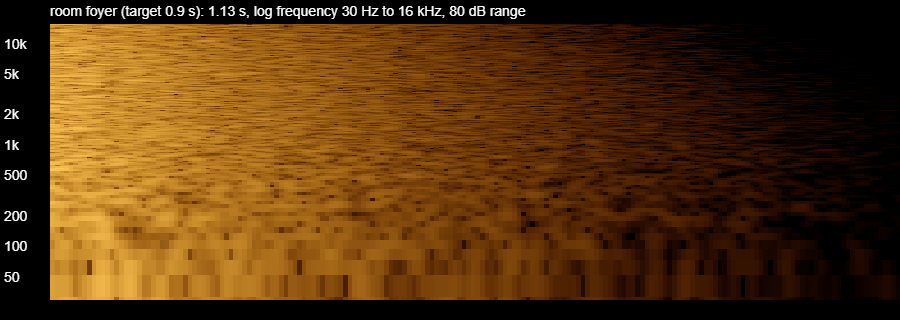 room foyer (target 0.9 s): 1.13 s, log frequency 30 Hz to 16 kHz, 80 dB range
10k
5k
2k
1k
500
200
100
50